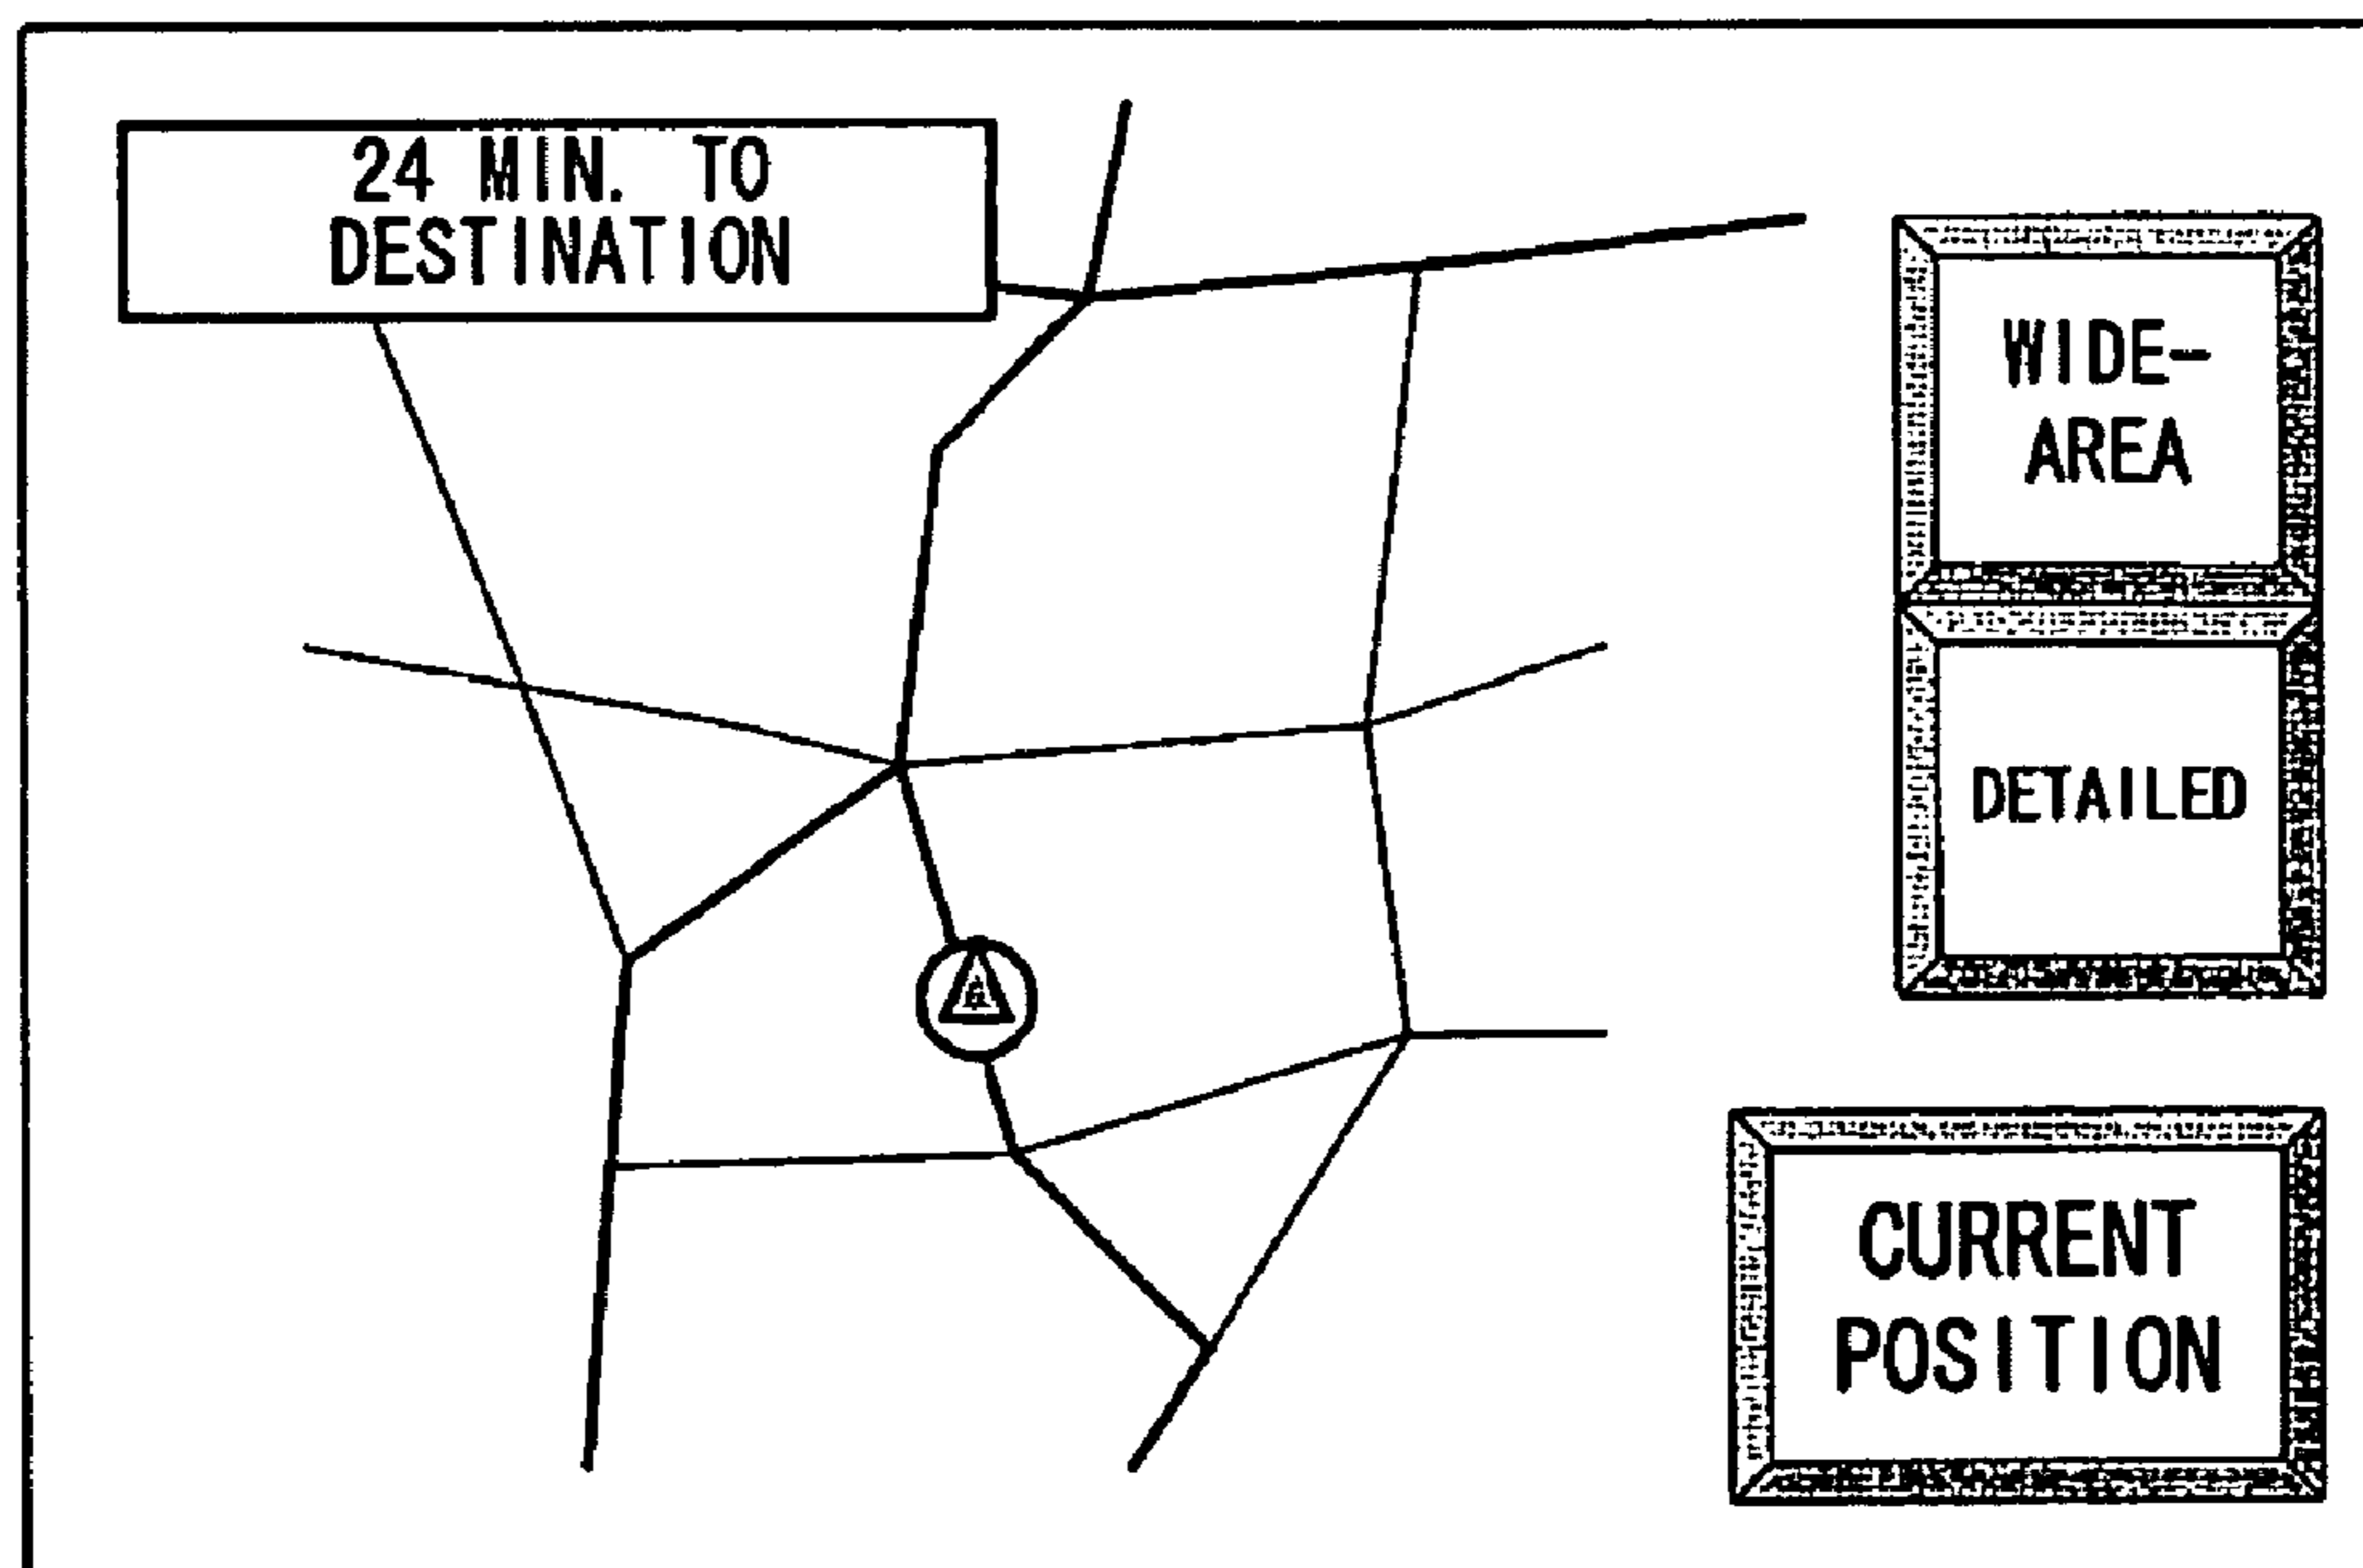 24 MIN. TO
DESTINATION
WIDE-
AREA
DETAILED
CURRENT
POSITION